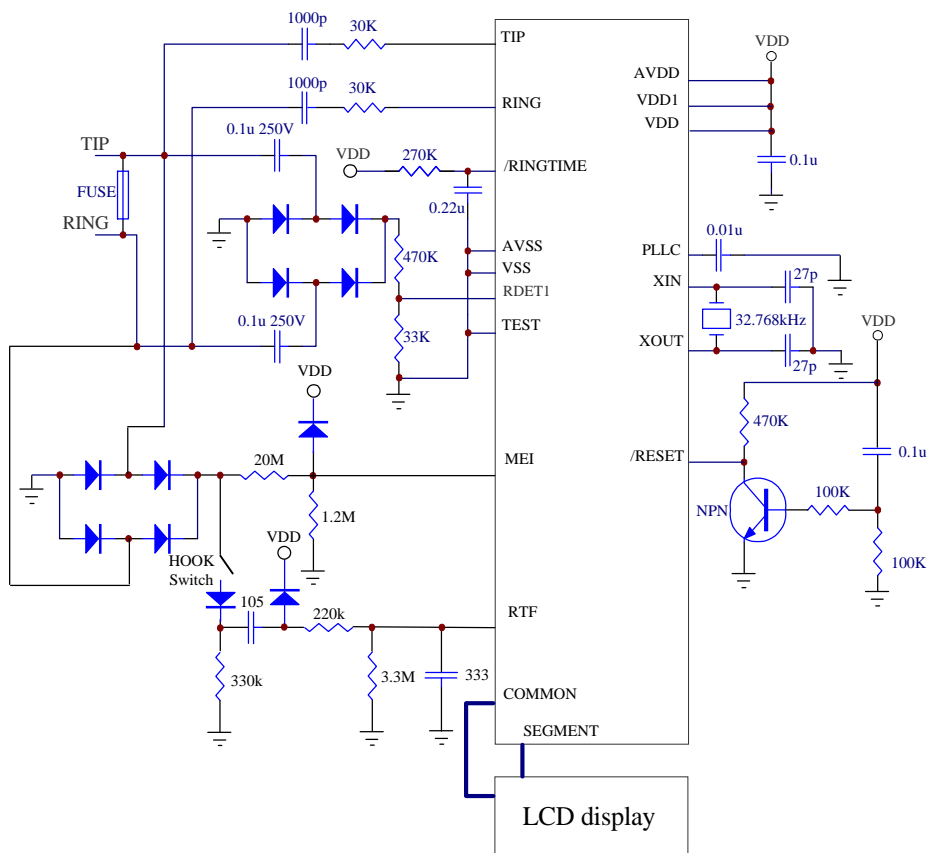 1000p
30K
TIP
1000p
30K
RING
VDD
AVDD
VDD1
VDD
0.1u
0.1u 250V
TIP
FUSE
RING
VDD
270K
/RINGTIME
0.22u
AVSS
VSS
470K
RDET1
33K
TEST
0.1u 250V
PLLC
0.01u
XIN
27p
32.768kHz
XOUT
27p
VDD
VDD
470K
0.1u
20M
MEI
/RESET
1.2M
NPN
100K
100K
HOOK
Switch
VDD
105
220k
RTF
330k
3.3M
333
COMMON
SEGMENT
LCD display